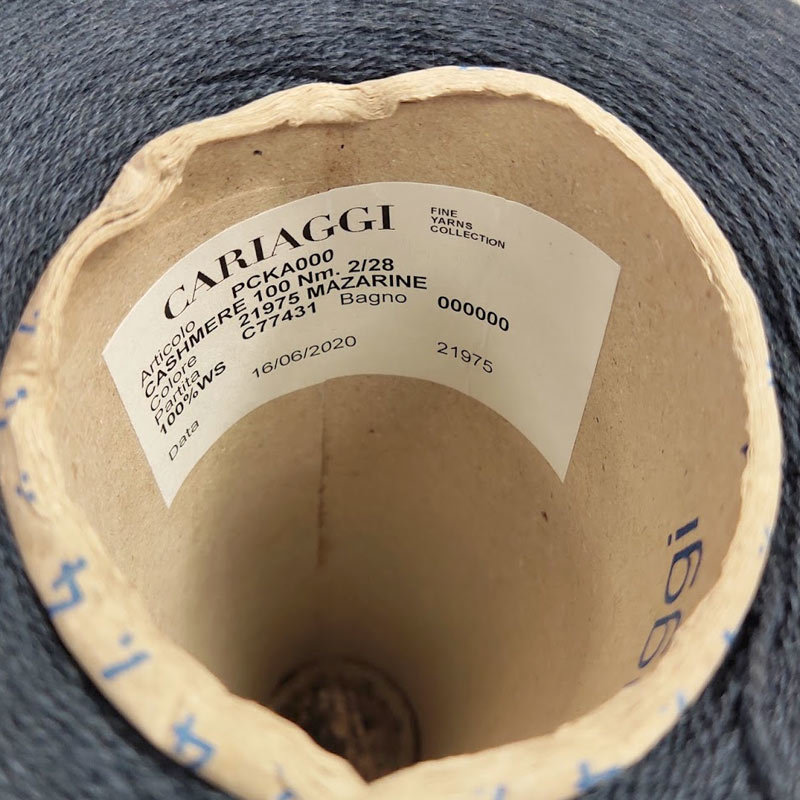 CARIAGGI
FINE
YARNS
COLLECTION
Articolo PCKA000
CASHMERE 100 Nm. 2/28
Colore 21975 MAZARINE
Partita C77431 Bagno 000000
100%WS
Data 16/06/2020 21975
ggi